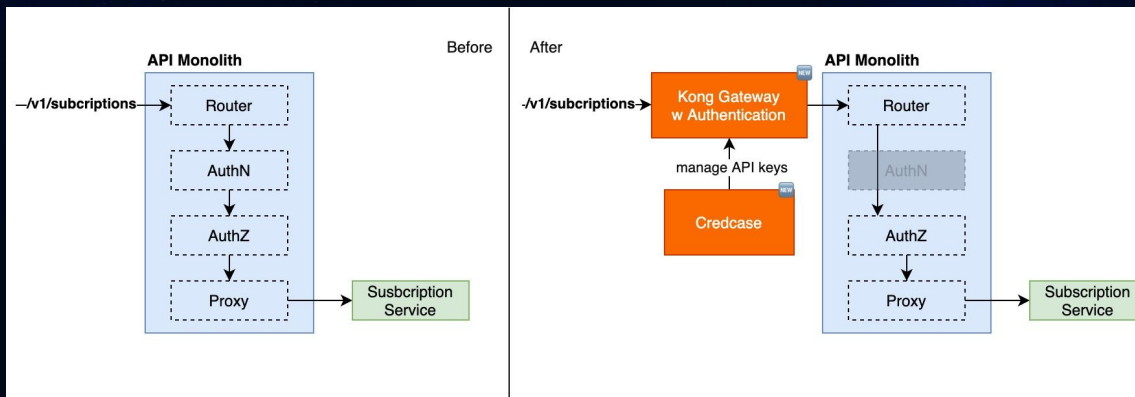 Before
API Monolith
/v1/subcriptions
Router
AuthN
AuthZ
Proxy
Susbcription
Service
After
API Monolith
/v1/subcriptions
Kong Gateway
w Authentication
NEW
manage API keys
Credcase
NEW
Router
AuthN
AuthZ
Proxy
Subscription
Service